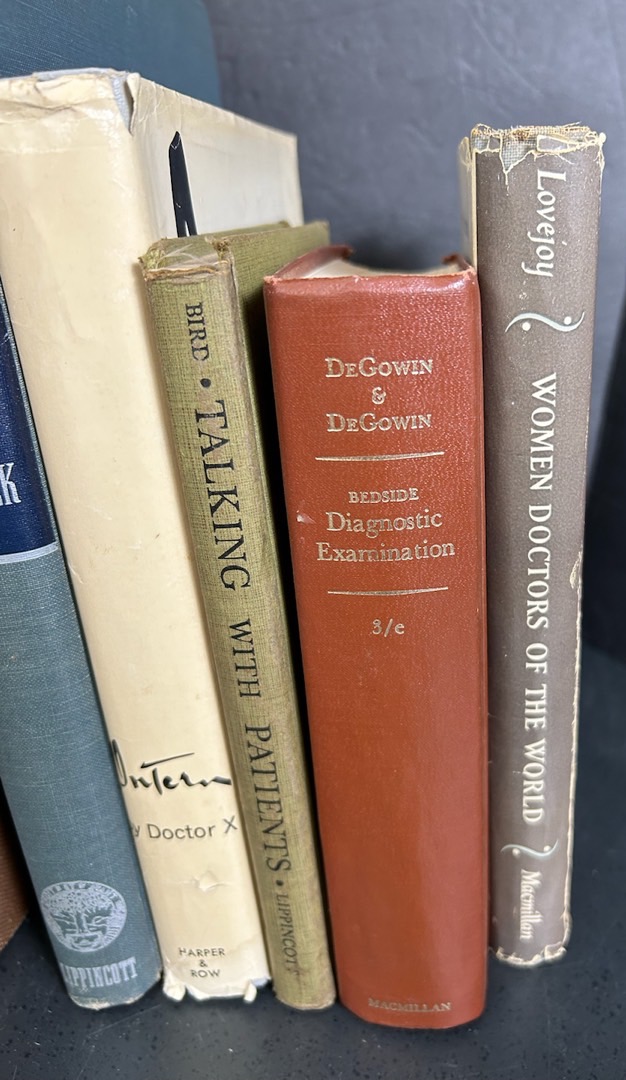 K
LIPPINCOTT
Intern
y Doctor X
HARPER
&
ROW
BIRD • TALKING WITH PATIENTS • LIPPINCOTT
DEGOWIN
&
DEGOWIN
BEDSIDE
Diagnostic
Examination
3/e
MACMILLAN
Lovejoy WOMEN DOCTORS OF THE WORLD Macmillan